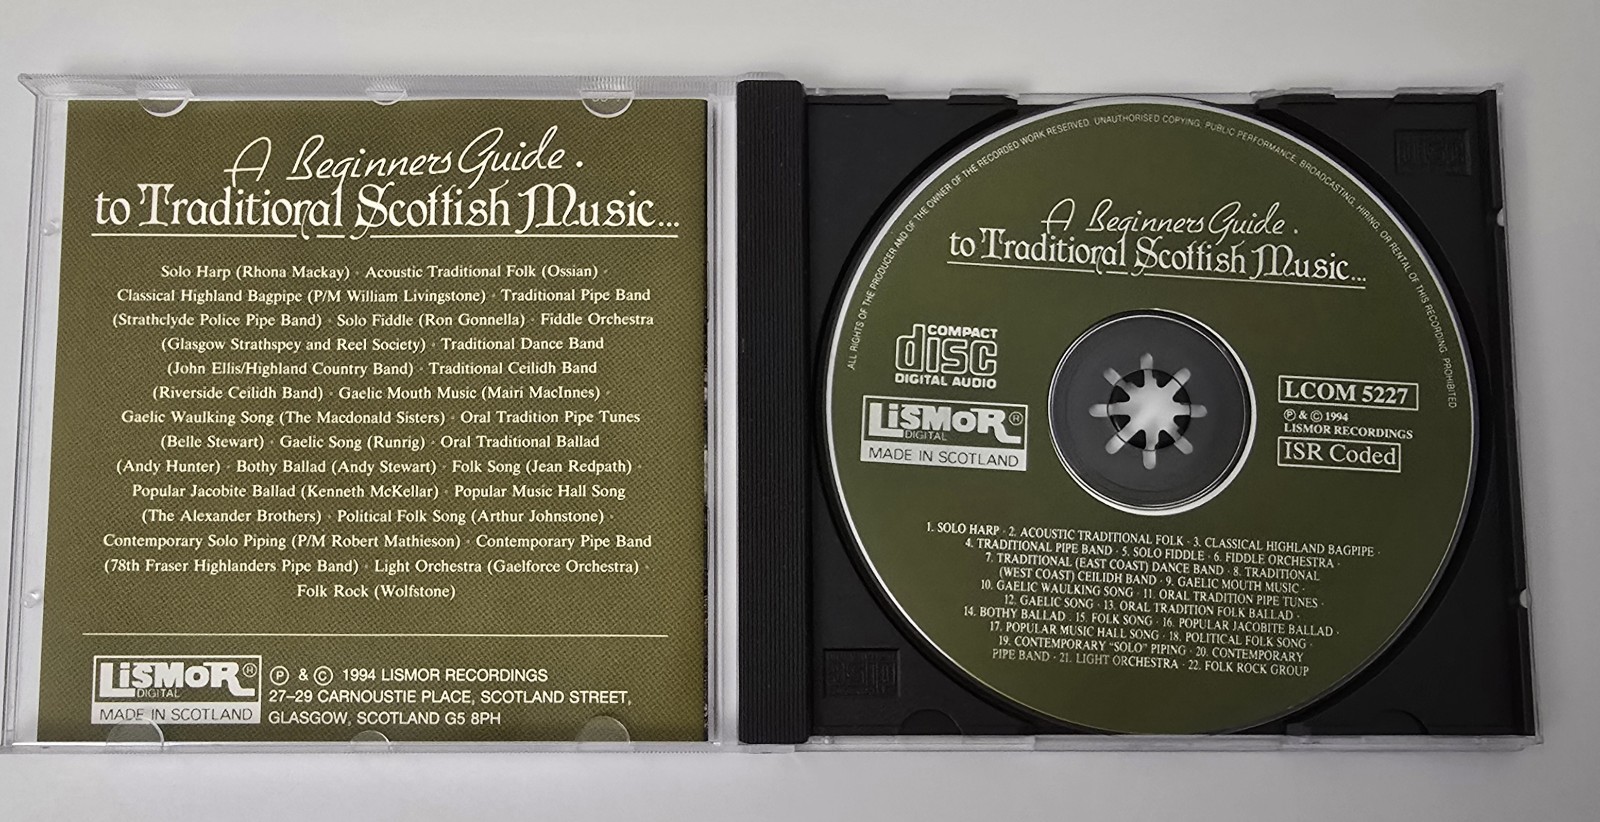 A Beginners Guide.
to Traditional Scottish Music...
Solo Harp (Rhona Mackay) · Acoustic Traditional Folk (Ossian) ·
Classical Highland Bagpipe (P/M William Livingstone) · Traditional Pipe Band
(Strathclyde Police Pipe Band) · Solo Fiddle (Ron Gonnella) · Fiddle Orchestra
(Glasgow Strathspey and Reel Society) · Traditional Dance Band
(John Ellis/Highland Country Band) · Traditional Ceilidh Band
(Riverside Ceilidh Band) · Gaelic Mouth Music (Mairi MacInnes) ·
Gaelic Waulking Song (The Macdonald Sisters) · Oral Tradition Pipe Tunes
(Belle Stewart) · Gaelic Song (Runrig) · Oral Traditional Ballad
(Andy Hunter) · Bothy Ballad (Andy Stewart) · Folk Song (Jean Redpath) ·
Popular Jacobite Ballad (Kenneth McKellar) · Popular Music Hall Song
(The Alexander Brothers) · Political Folk Song (Arthur Johnstone) ·
Contemporary Solo Piping (P/M Robert Mathieson) · Contemporary Pipe Band
(78th Fraser Highlanders Pipe Band) · Light Orchestra (Gaelforce Orchestra) ·
Folk Rock (Wolfstone)
LISMOR ®
DIGITAL
MADE IN SCOTLAND
℗ & © 1994 LISMOR RECORDINGS
27–29 CARNOUSTIE PLACE, SCOTLAND STREET,
GLASGOW, SCOTLAND G5 8PH
ALL RIGHTS OF THE PRODUCER AND OF THE OWNER OF THE RECORDED WORK RESERVED. UNAUTHORISED COPYING, PUBLIC PERFORMANCE, BROADCASTING, HIRING, OR RENTAL OF THIS RECORDING, PROHIBITED
A Beginners Guide.
to Traditional Scottish Music...
COMPACT
disc
DIGITAL AUDIO
LISMOR ®
DIGITAL
MADE IN SCOTLAND
LCOM 5227
℗ & © 1994
LISMOR RECORDINGS
ISR Coded
1. SOLO HARP · 2. ACOUSTIC TRADITIONAL FOLK · 3. CLASSICAL HIGHLAND BAGPIPE ·
4. TRADITIONAL PIPE BAND · 5. SOLO FIDDLE · 6. FIDDLE ORCHESTRA ·
7. TRADITIONAL (EAST COAST) DANCE BAND · 8. TRADITIONAL
(WEST COAST) CEILIDH BAND · 9. GAELIC MOUTH MUSIC ·
10. GAELIC WAULKING SONG · 11. ORAL TRADITION PIPE TUNES ·
12. GAELIC SONG · 13. ORAL TRADITION FOLK BALLAD ·
14. BOTHY BALLAD · 15. FOLK SONG · 16. POPULAR JACOBITE BALLAD ·
17. POPULAR MUSIC HALL SONG · 18. POLITICAL FOLK SONG ·
19. CONTEMPORARY "SOLO" PIPING · 20. CONTEMPORARY
PIPE BAND · 21. LIGHT ORCHESTRA · 22. FOLK ROCK GROUP